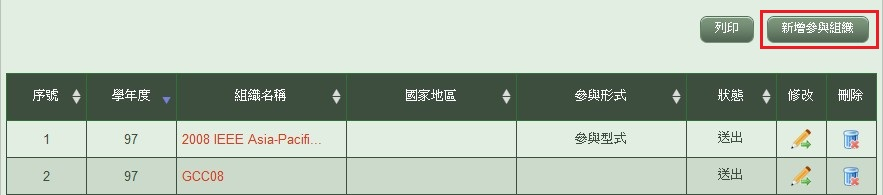 列印 新增參與組織
序號 學年度 組織名稱 國家地區 參與形式 狀態 修改 刪除
1 97 2008 IEEE Asia-Pacifi... 參與型式 送出
2 97 GCC08 送出